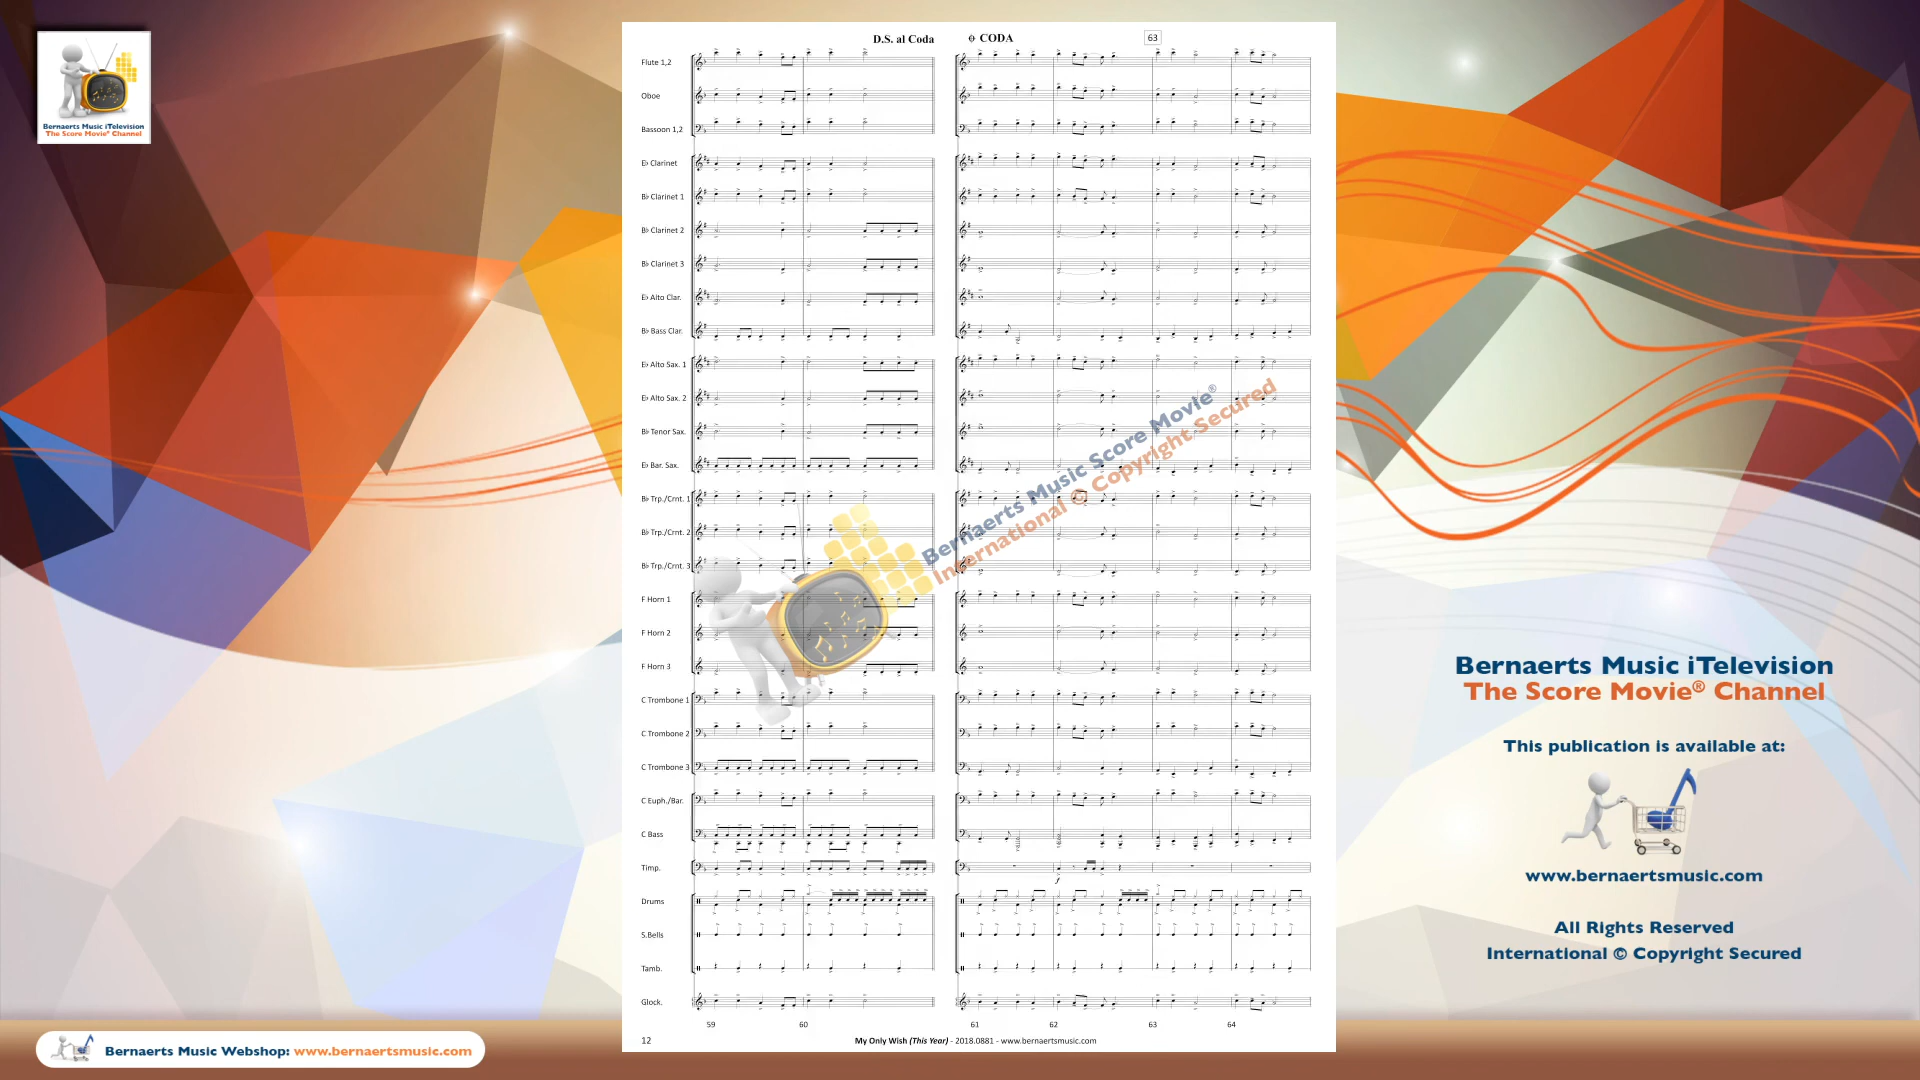 Bernaerts Music iTelevision
The Score Movie® Channel
D.S. al Coda
CODA
63
Flute 1,2
Oboe
Bassoon 1,2
E♭ Clarinet
B♭ Clarinet 1
B♭ Clarinet 2
B♭ Clarinet 3
E♭ Alto Clar.
B♭ Bass Clar.
E♭ Alto Sax. 1
E♭ Alto Sax. 2
B♭ Tenor Sax.
E♭ Bar. Sax.
B♭ Trp./Crnt. 1
B♭ Trp./Crnt. 2
B♭ Trp./Crnt. 3
F Horn 1
F Horn 2
F Horn 3
C Trombone 1
C Trombone 2
C Trombone 3
C Euph./Bar.
C Bass
Timp.
f
Drums
S.Bells
Tamb.
Glock.
59 60 61 62 63 64
12
My Only Wish (This Year) - 2018.0881 - www.bernaertsmusic.com
Bernaerts Music Score Movie®
International © Copyright Secured
Bernaerts Music iTelevision
The Score Movie® Channel
This publication is available at:
www.bernaertsmusic.com
All Rights Reserved
International © Copyright Secured
Bernaerts Music Webshop: www.bernaertsmusic.com